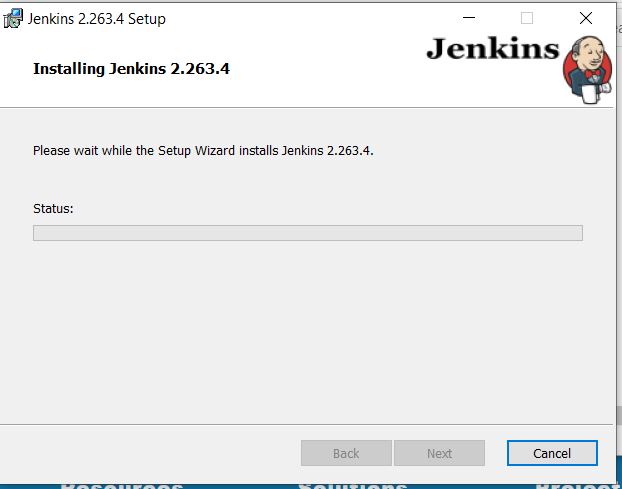 Jenkins 2.263.4 Setup
Jenkins
Installing Jenkins 2.263.4
Please wait while the Setup Wizard installs Jenkins 2.263.4.
Status:
Back
Next
Cancel
Resources
Solutions
Project